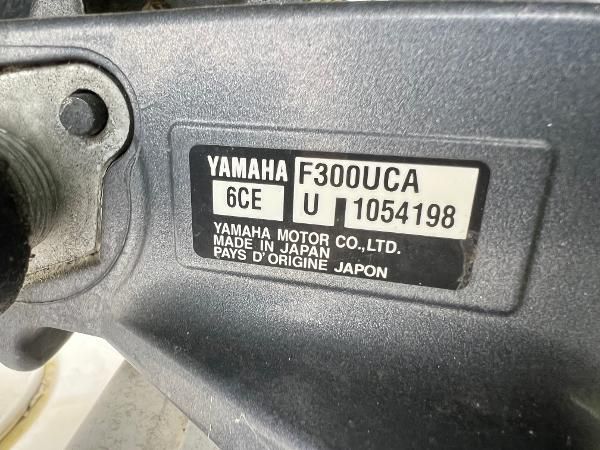 YAMAHA F300UCA
6CE U 1054198
YAMAHA MOTOR CO.,LTD.
MADE IN JAPAN
PAYS D'ORIGINE JAPON